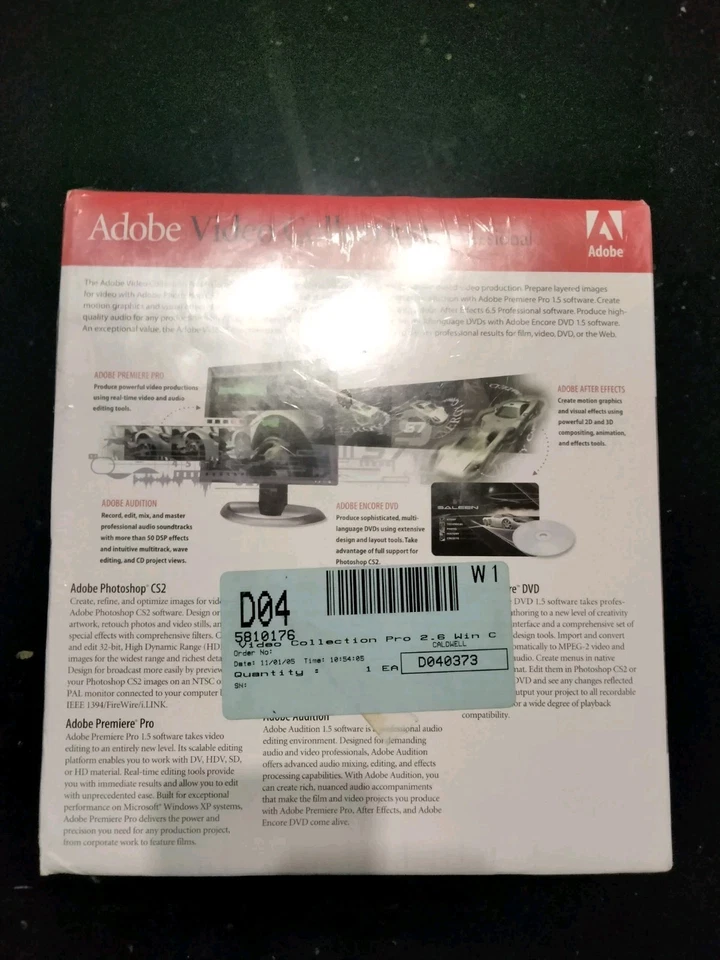 Adobe Video Collection Professional
Adobe
The Adobe Video video production. Prepare layered images
for video with Adobe with Adobe Premiere Pro 1.5 software. Create
motion graphics and After Effects 6.5 Professional software. Produce high-
quality audio for any DVDs with Adobe Encore DVD 1.5 software.
An exceptional value, the Adobe professional results for film, video, DVD, or the Web.
ADOBE PREMIERE PRO
Produce powerful video productions
using real-time video and audio
editing tools.
ADOBE AFTER EFFECTS
Create motion graphics
and visual effects using
powerful 2D and 3D
compositing, animation,
and effects tools.
ADOBE AUDITION
Record, edit, mix, and master
professional audio soundtracks
with more than 50 DSP effects
and intuitive multitrack, wave
editing, and CD project views.
ADOBE ENCORE DVD
Produce sophisticated, multi-
language DVDs using extensive
design and layout tools. Take
advantage of full support for
Photoshop CS2.
SALEEN
D04
W1
5810176
Video Collection Pro 2.6 Win C
Order No:
CALDWELL
Date: 11/01/05 Time: 10:54:05
Quantity : 1 EA
D040373
SN:
Adobe Photoshop® CS2
Create, refine, and optimize images for
Adobe Photoshop CS2 software. Design or
artwork, retouch photos and video stills,
special effects with comprehensive filters.
and edit 32-bit, High Dynamic Range (HD
images for the widest range and richest
Design for broadcast more easily by
your Photoshop CS2 images on an NTSC o
PAL monitor connected to your computer
IEEE 1394/FireWire/i.LINK.
Adobe Premiere® Pro
Adobe Premiere Pro 1.5 software takes video
editing to an entirely new level. Its scalable editing
platform enables you to work with DV, HDV, SD,
or HD material. Real-time editing tools provide
you with immediate results and allow you to edit
with unprecedented ease. Built for exceptional
performance on Microsoft® Windows XP systems,
Adobe Premiere Pro delivers the power and
precision you need for any production project,
from corporate work to feature films.
Adobe Audition
Adobe Audition 1.5 software is professional audio
editing environment. Designed for demanding
audio and video professionals, Adobe Audition
offers advanced audio mixing, editing, and effects
processing capabilities. With Adobe Audition, you
can create rich, nuanced audio accompaniments
that make the film and video projects you produce
with Adobe Premiere Pro, After Effects, and Adobe
Encore DVD come alive.
re® DVD
DVD 1.5 software takes profes-
authoring to a new level of creativity
interface and a comprehensive set of
design tools. Import and convert
automatically to MPEG-2 video and
audio. Create menus in native
Edit them in Photoshop CS2 or
DVD and see any changes reflected
output your project to all recordable
for a wide degree of playback
compatibility.